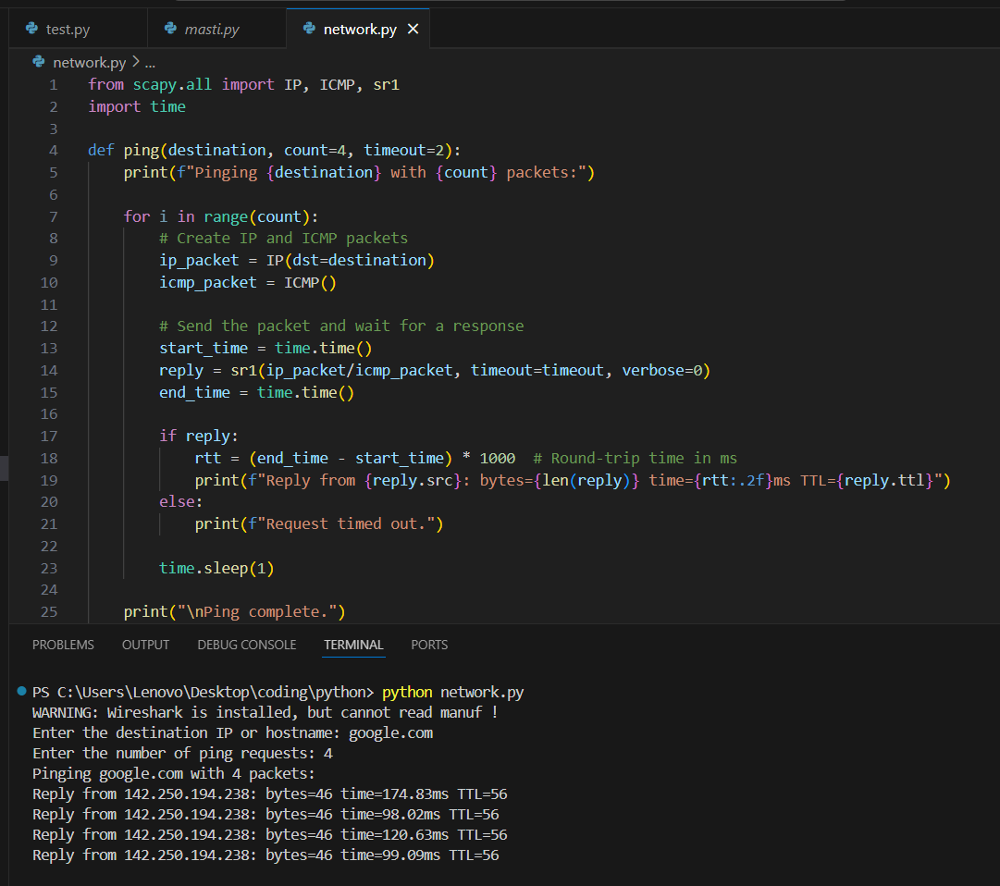 test.py masti.py network.py
network.py > ...
1 from scapy.all import IP, ICMP, sr1
2 import time
3
4 def ping(destination, count=4, timeout=2):
5     print(f"Pinging {destination} with {count} packets:")
6
7     for i in range(count):
8         # Create IP and ICMP packets
9         ip_packet = IP(dst=destination)
10         icmp_packet = ICMP()
11
12         # Send the packet and wait for a response
13         start_time = time.time()
14         reply = sr1(ip_packet/icmp_packet, timeout=timeout, verbose=0)
15         end_time = time.time()
16
17         if reply:
18             rtt = (end_time - start_time) * 1000  # Round-trip time in ms
19             print(f"Reply from {reply.src}: bytes={len(reply)} time={rtt:.2f}ms TTL={reply.ttl}")
20         else:
21             print(f"Request timed out.")
22
23         time.sleep(1)
24
25     print("\nPing complete.")
PROBLEMS OUTPUT DEBUG CONSOLE TERMINAL PORTS
PS C:\Users\Lenovo\Desktop\coding\python> python network.py
WARNING: Wireshark is installed, but cannot read manuf !
Enter the destination IP or hostname: google.com
Enter the number of ping requests: 4
Pinging google.com with 4 packets:
Reply from 142.250.194.238: bytes=46 time=174.83ms TTL=56
Reply from 142.250.194.238: bytes=46 time=98.02ms TTL=56
Reply from 142.250.194.238: bytes=46 time=120.63ms TTL=56
Reply from 142.250.194.238: bytes=46 time=99.09ms TTL=56